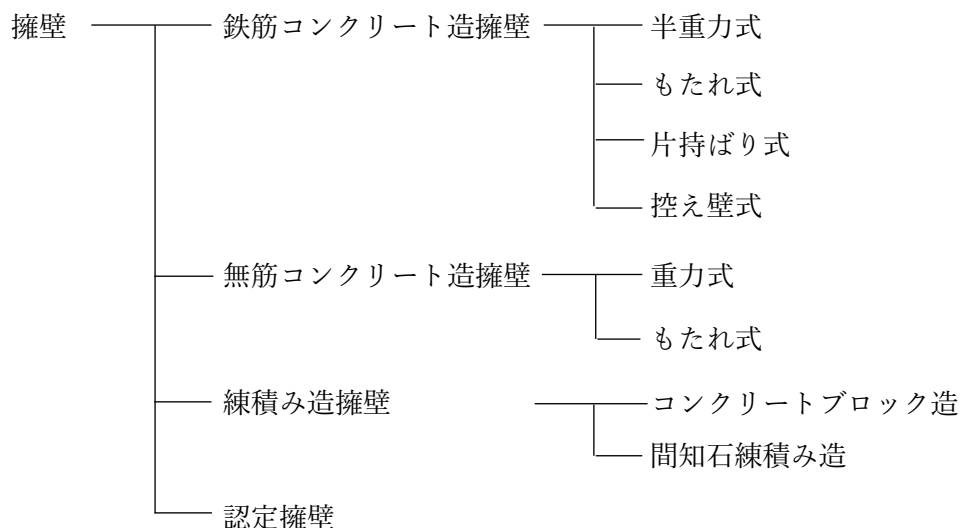 擁壁 鉄筋コンクリート造擁壁 半重力式
もたれ式
片持ばり式
控え壁式
無筋コンクリート造擁壁 重力式
もたれ式
練積み造擁壁 コンクリートブロック造
間知石練積み造
認定擁壁